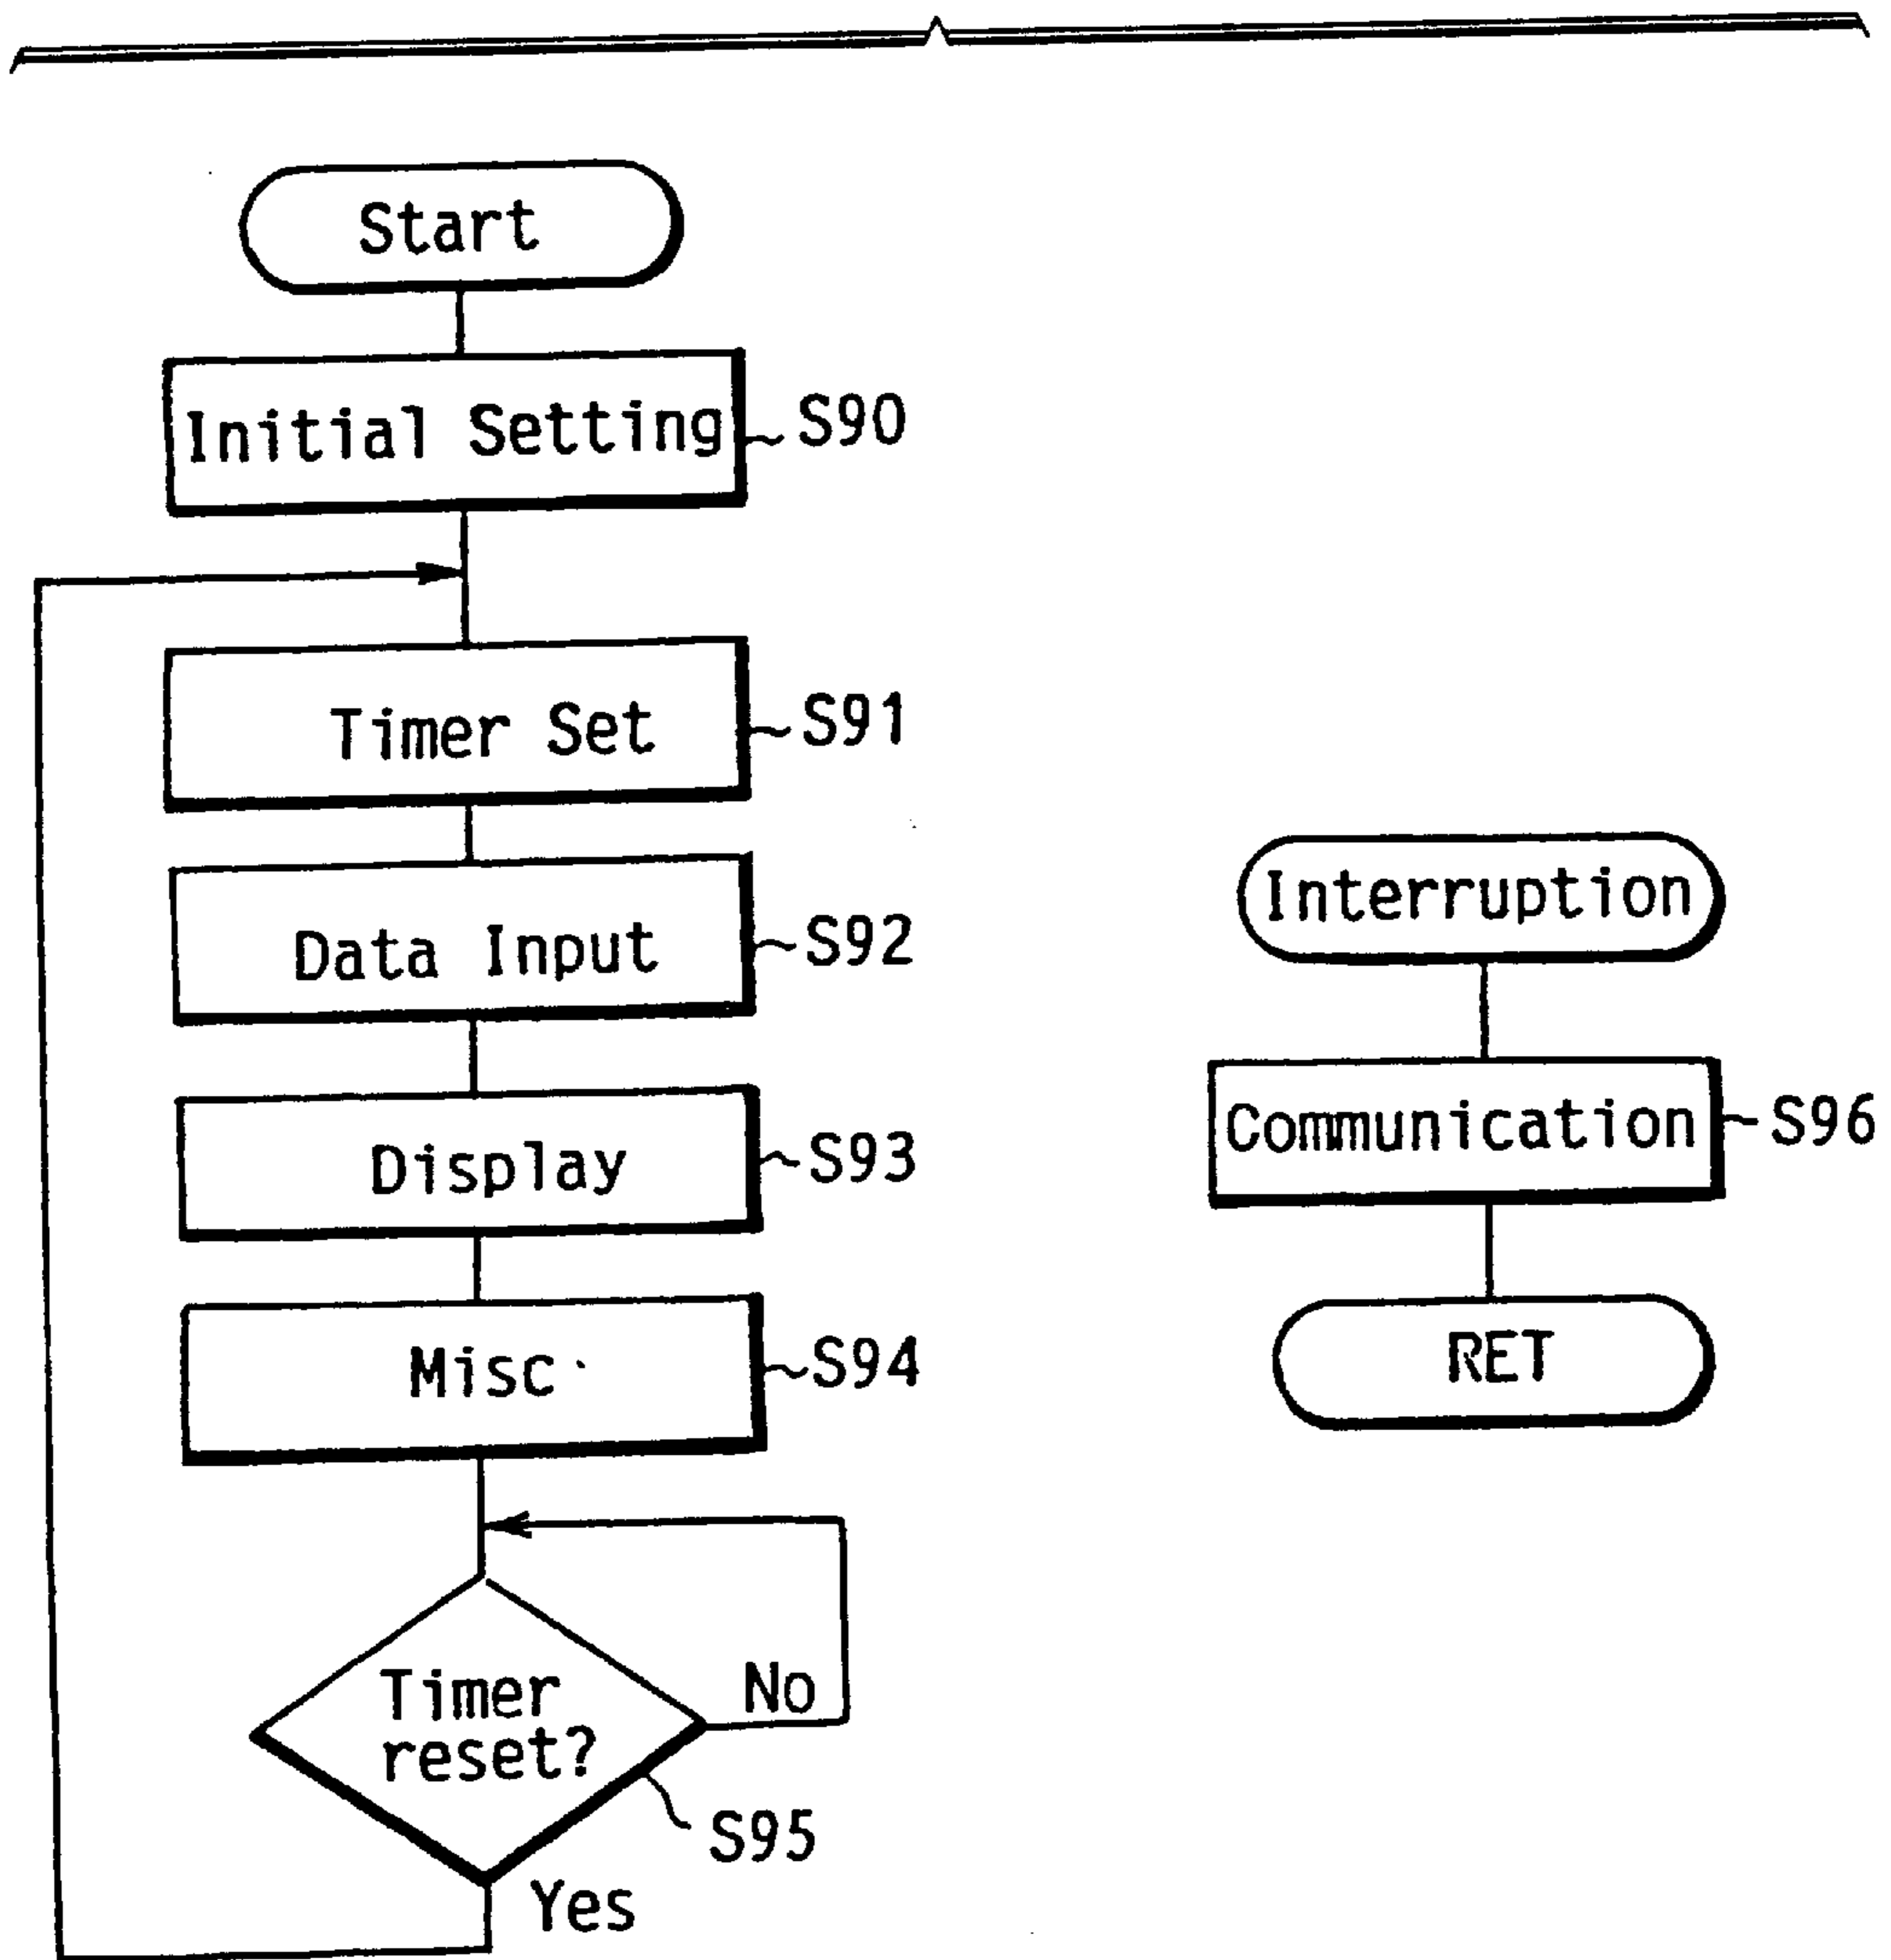 Start
Initial Setting
S90
Timer Set
S91
Data Input
S92
Display
S93
Misc.
S94
Timer
reset?
No
S95
Yes
Interruption
Communication
S96
RET